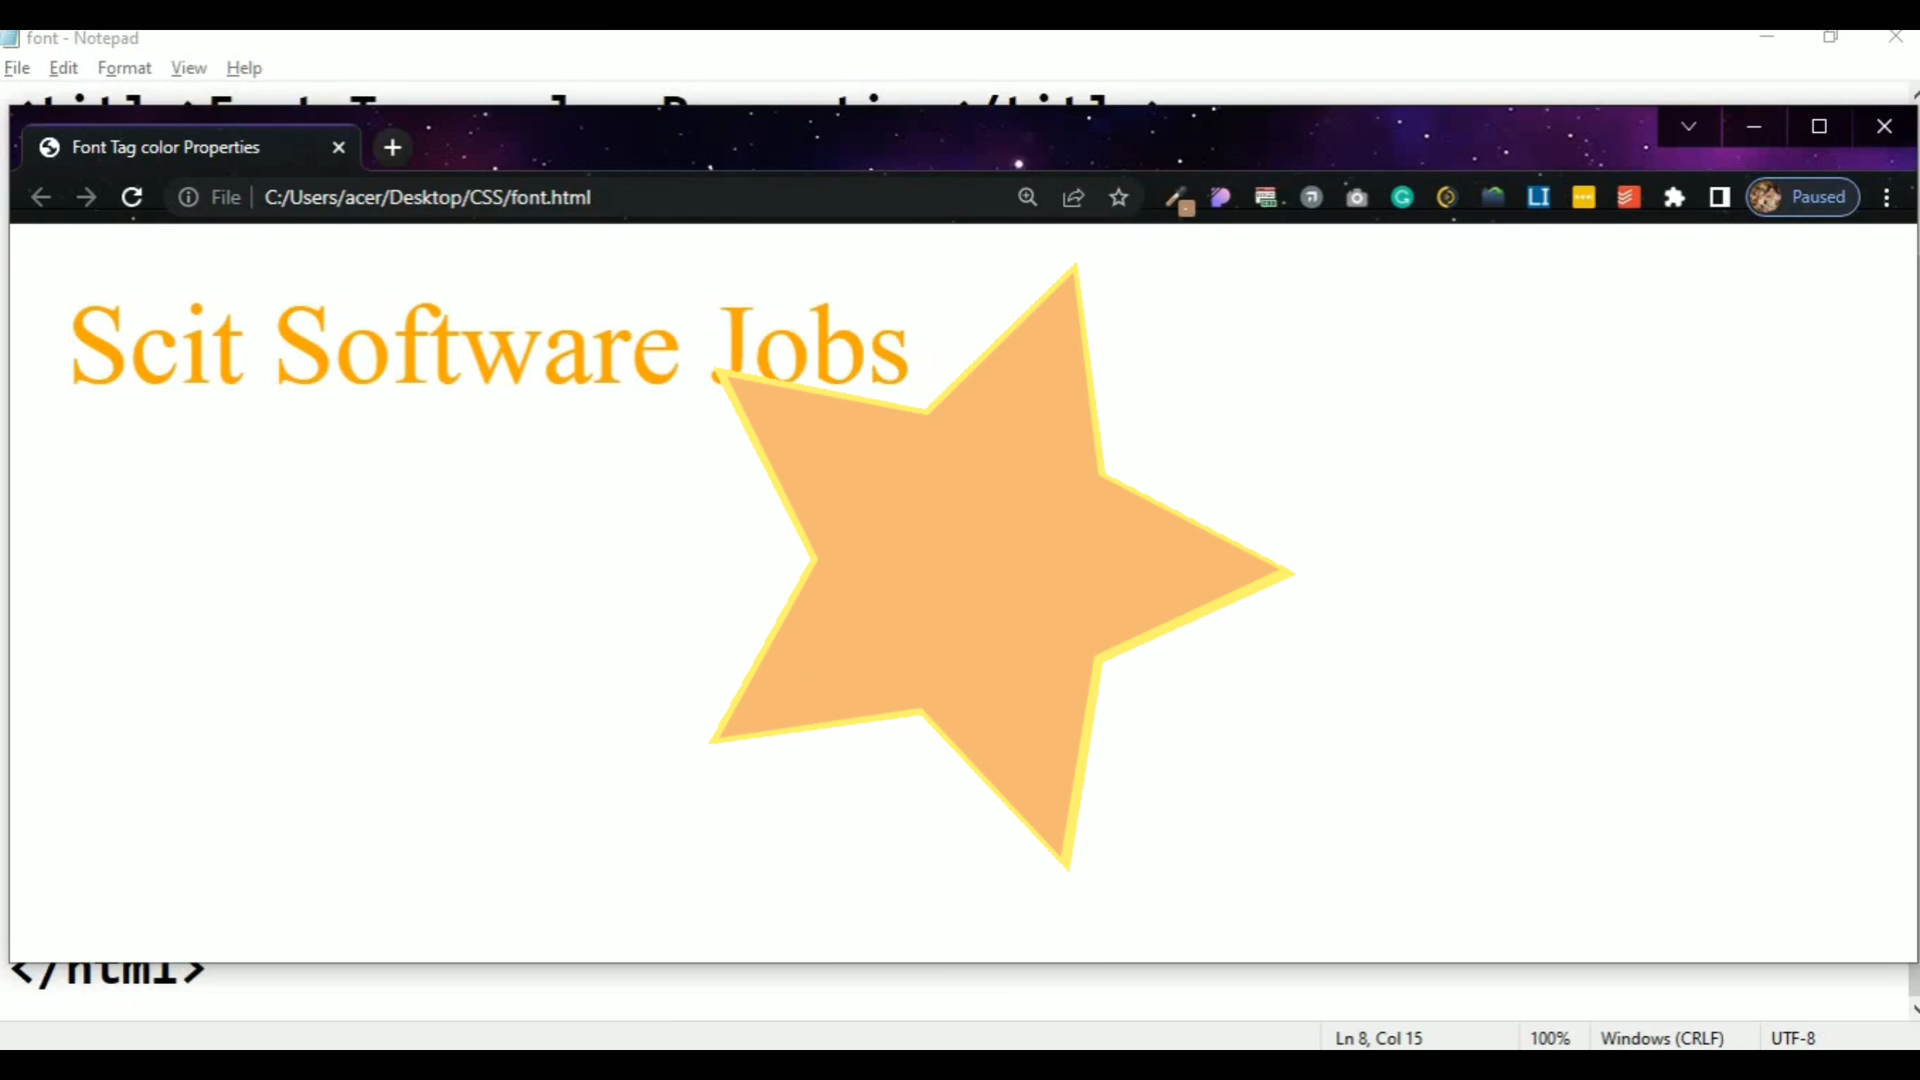 font - Notepad
File Edit Format View Help
Font Tag color Properties
File C:/Users/acer/Desktop/CSS/font.html
Paused
Scit Software Jobs
</html>
Ln 8, Col 15 100% Windows (CRLF) UTF-8